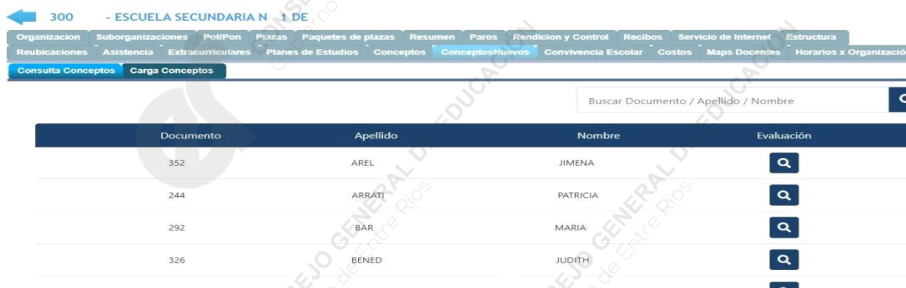 300 - ESCUELA SECUNDARIA N 1 DE
Organizacion Suborganizaciones Pof/Pon Plazas Paquetes de plazas Resumen Paros Rendicion y Control Recibos Servicio de Internet Estructura
Reubicaciones Asistencia Extracurriculares Planes de Estudios Conceptos ConceptosNuevos Convivencia Escolar Costos Maps Docentes Horarios x Organizació
Consulta Conceptos Carga Conceptos
Buscar Documento / Apellido / Nombre
Documento Apellido Nombre Evaluación
352 AREL JIMENA
244 ARRATI PATRICIA
292 BAR MARIA
326 BENED JUDITH
CONSEJO GENERAL DE EDUCACIÓN
de Entre Rios